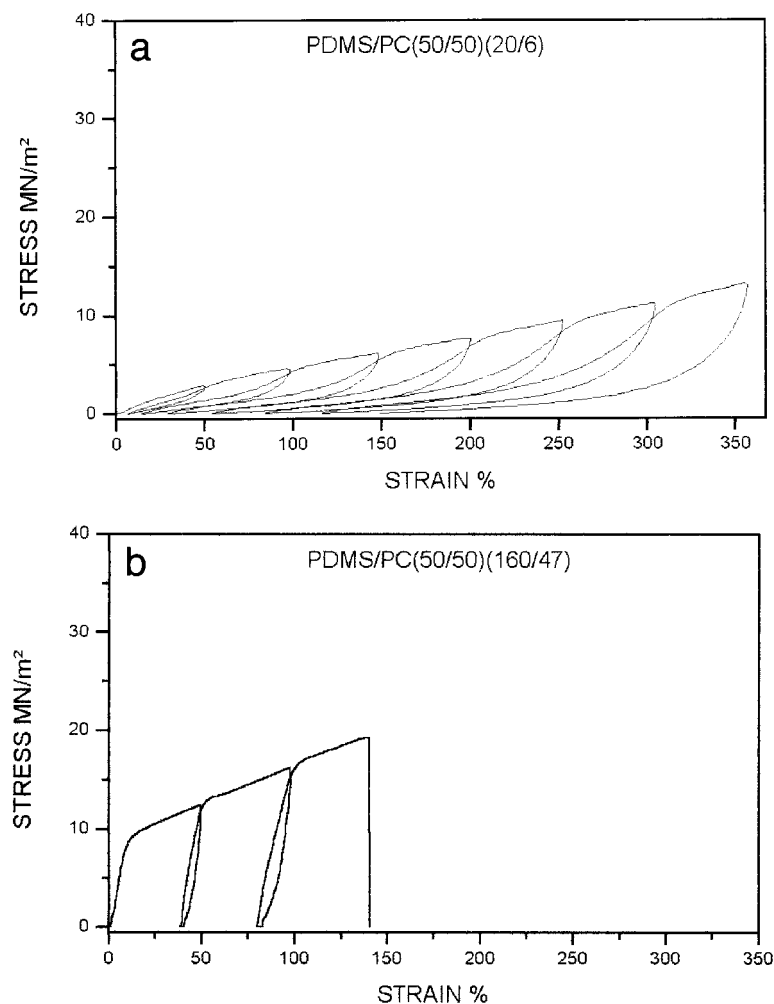 a
PDMS/PC(50/50)(20/6)
40
30
20
10
0
STRESS MN/m²
0 50 100 150 200 250 300 350
STRAIN %
b
PDMS/PC(50/50)(160/47)
40
30
20
10
0
STRESS MN/m²
0 50 100 150 200 250 300 350
STRAIN %